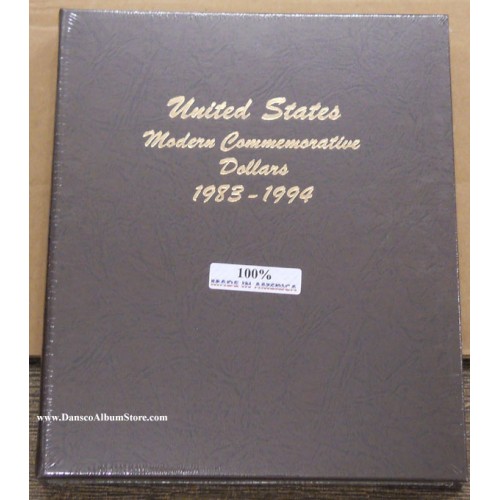 United States
Modern Commemorative
Dollars
1983-1994
100%
MADE IN AMERICA
www.DanscoAlbumStore.com